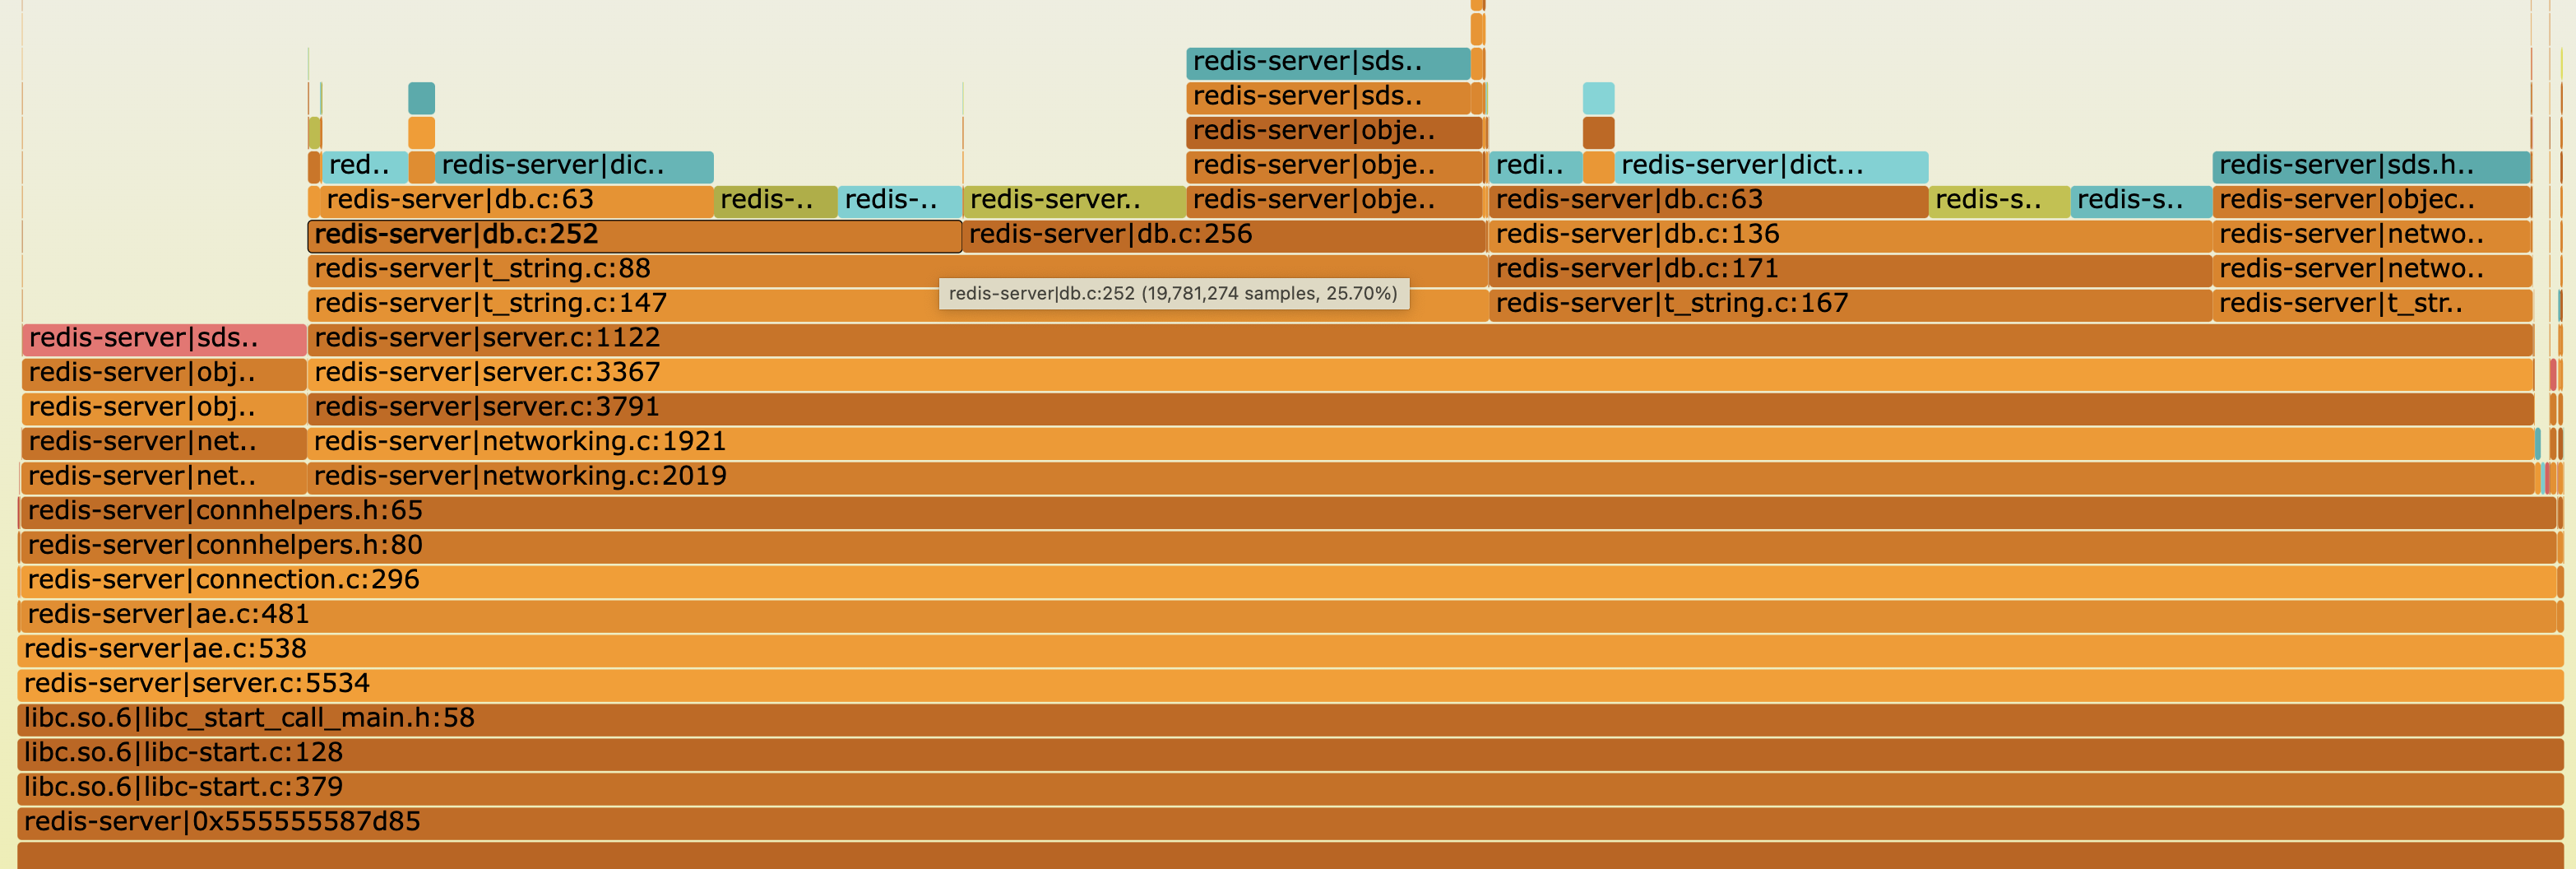 redis-server|sds..
redis-server|sds..
redis-server|obje..
red.. redis-server|dic.. redis-server|obje.. redi.. redis-server|dict... redis-server|sds.h..
redis-server|db.c:63 redis-.. redis-.. redis-server.. redis-server|obje.. redis-server|db.c:63 redis-s.. redis-s.. redis-server|objec..
redis-server|db.c:252 redis-server|db.c:256 redis-server|db.c:136 redis-server|netwo..
redis-server|t_string.c:88 redis-server|db.c:171 redis-server|netwo..
redis-server|db.c:252 (19,781,274 samples, 25.70%)
redis-server|t_string.c:147 redis-server|t_string.c:167 redis-server|t_str..
redis-server|sds.. redis-server|server.c:1122
redis-server|obj.. redis-server|server.c:3367
redis-server|obj.. redis-server|server.c:3791
redis-server|net.. redis-server|networking.c:1921
redis-server|net.. redis-server|networking.c:2019
redis-server|connhelpers.h:65
redis-server|connhelpers.h:80
redis-server|connection.c:296
redis-server|ae.c:481
redis-server|ae.c:538
redis-server|server.c:5534
libc.so.6|libc_start_call_main.h:58
libc.so.6|libc-start.c:128
libc.so.6|libc-start.c:379
redis-server|0x555555587d85